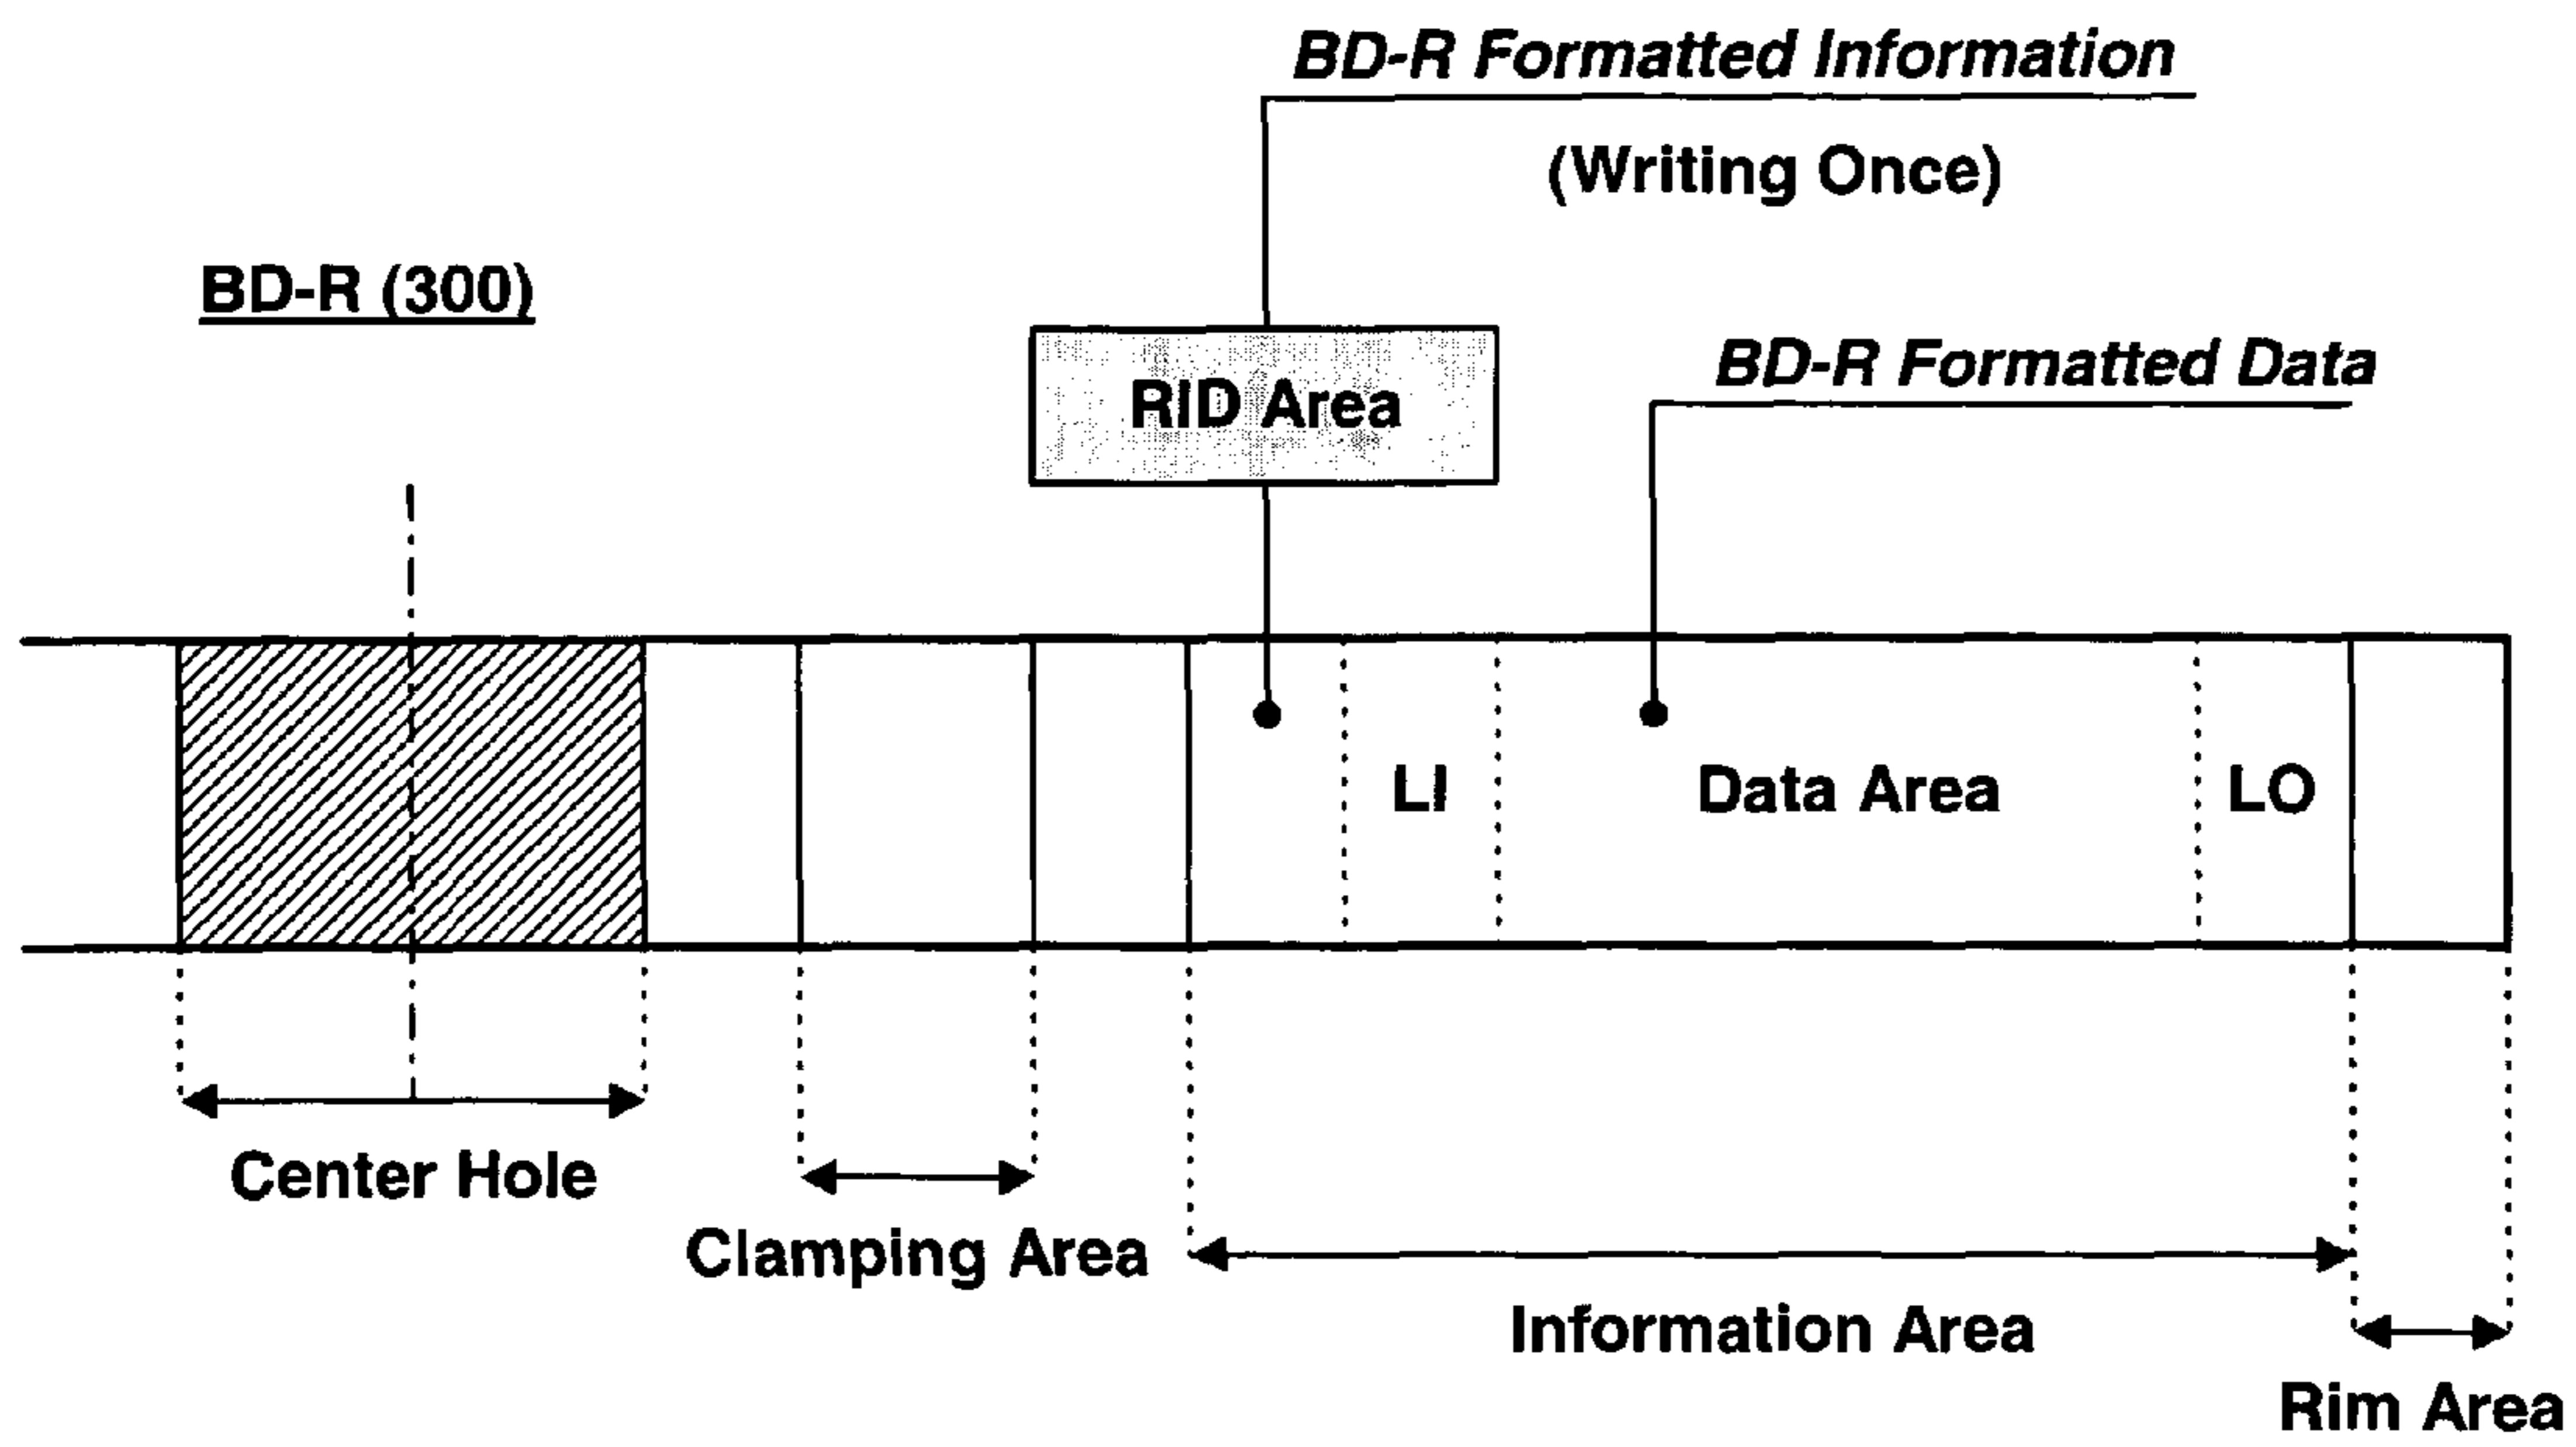 BD-R Formatted Information
(Writing Once)
BD-R (300)
RID Area
BD-R Formatted Data
LI
Data Area
LO
Center Hole
Clamping Area
Information Area
Rim Area